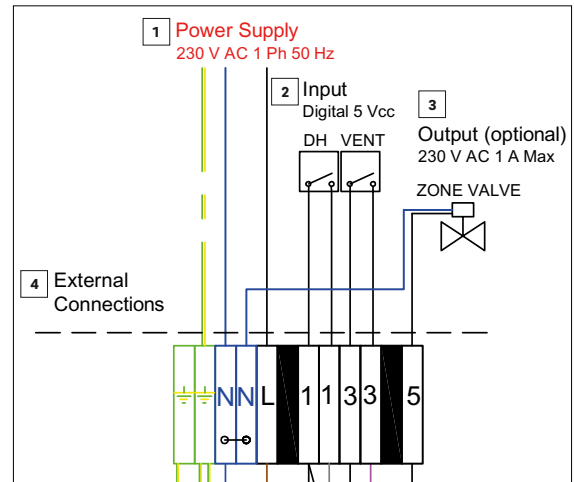 1 Power Supply
230 V AC 1 Ph 50 Hz
2 Input
Digital 5 Vcc
DH VENT
3
Output (optional)
230 V AC 1 A Max
ZONE VALVE
4 External
Connections
N N L 1 1 3 3 5